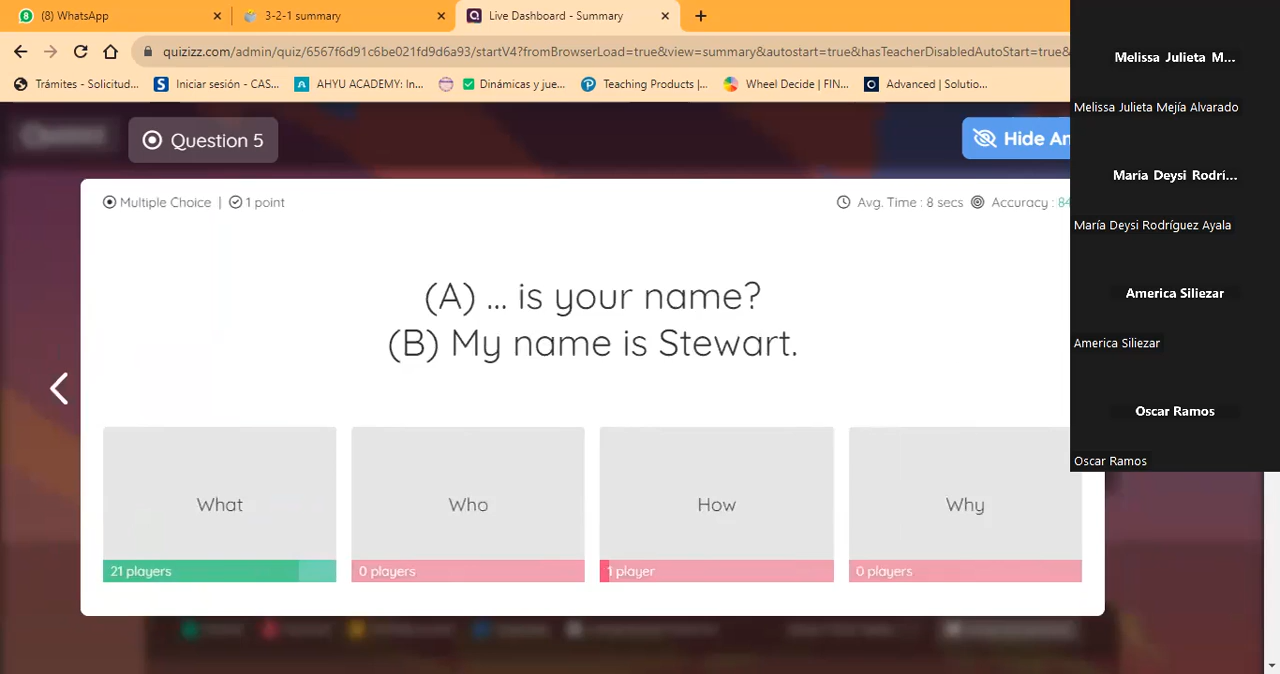 (8) WhatsApp
3-2-1 summary
Live Dashboard - Summary
quizizz.com/admin/quiz/6567f6d91c6be021fd9d6a93/startV4?fromBrowserLoad=true&view=summary&autostart=true&hasTeacherDisabledAutoStart=true&
Trámites - Solicitud...
Iniciar sesión - CAS...
AHYU ACADEMY: In...
Dinámicas y jue...
Teaching Products |...
Wheel Decide | FIN...
Advanced | Solutio...
Question 5
Hide An
Multiple Choice | 1 point
Avg. Time : 8 secs
Accuracy : 84
(A) ... is your name?
(B) My name is Stewart.
What
Who
How
Why
21 players
0 players
1 player
0 players
Melissa Julieta M...
Melissa Julieta Mejía Alvarado
María Deysi Rodrí...
María Deysi Rodríguez Ayala
America Siliezar
America Siliezar
Oscar Ramos
Oscar Ramos